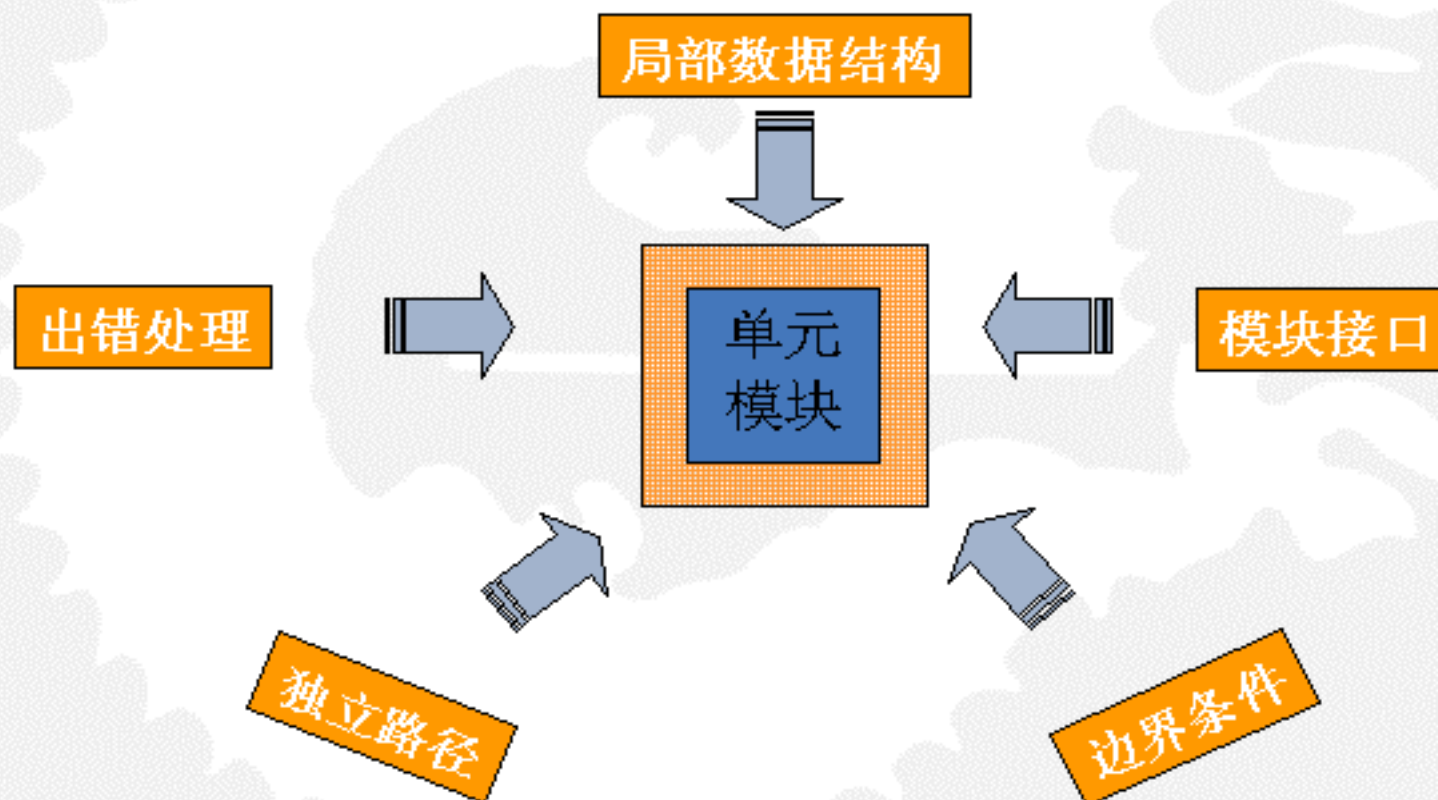 局部数据结构
出错处理
单元
模块
模块接口
独立路径
边界条件